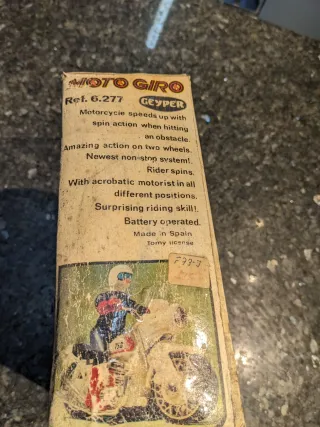 MOTO GIRO
Ref. 6.277 GEYPER
Motorcycle speeds up with
spin action when hitting
an obstacle.
Amazing action on two wheels.
Newest non-stop system!.
Rider spins.
With acrobatic motorist in all
different positions.
Surprising riding skill!.
Battery operated.
Made in Spain
tomy license